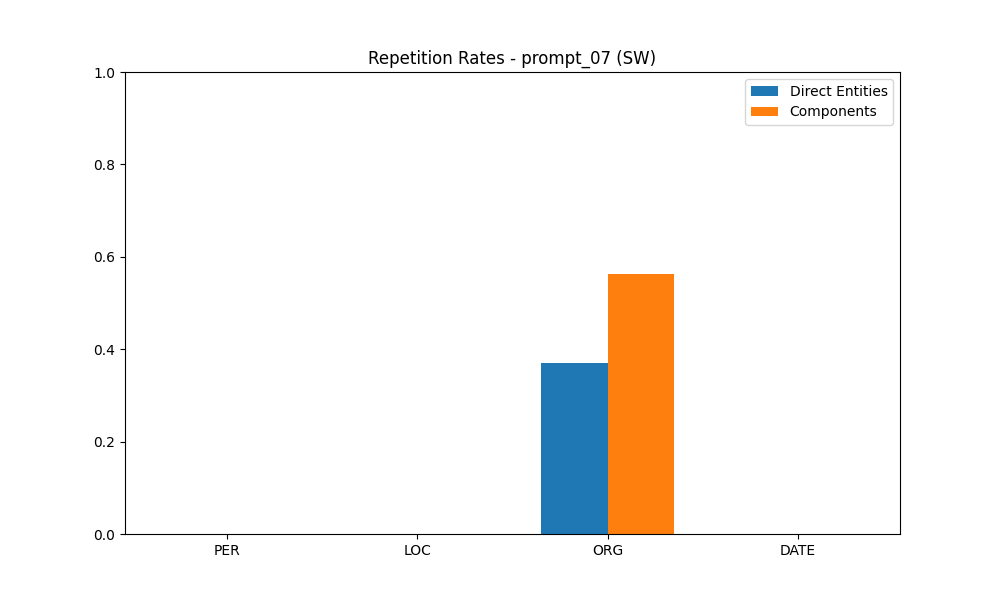 Repetition Rates - prompt_07 (SW)
Direct Entities
Components
1.0
0.8
0.6
0.4
0.2
0.0
PER LOC ORG DATE